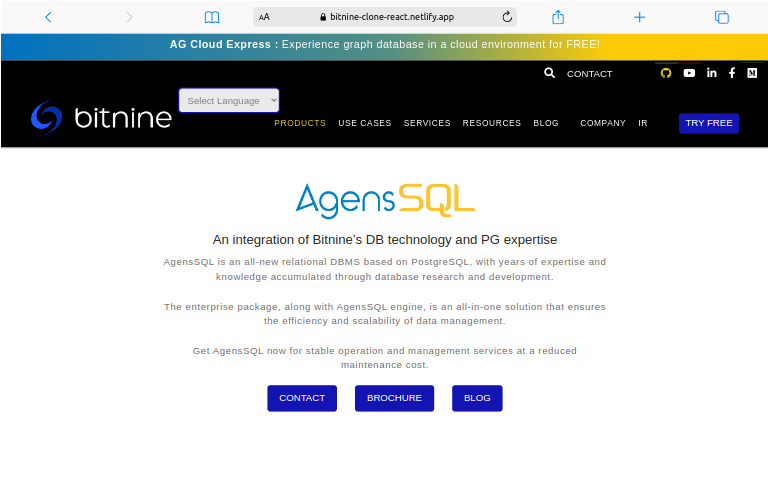 AA bitnine-clone-react.netlify.app
AG Cloud Express : Experience graph database in a cloud environment for FREE!
CONTACT
Select Language
bitnine
PRODUCTS USE CASES SERVICES RESOURCES BLOG COMPANY IR TRY FREE
AgensSQL
An integration of Bitnine’s DB technology and PG expertise
AgensSQL is an all-new relational DBMS based on PostgreSQL, with years of expertise and
knowledge accumulated through database research and development.
The enterprise package, along with AgensSQL engine, is an all-in-one solution that ensures
the efficiency and scalability of data management.
Get AgensSQL now for stable operation and management services at a reduced
maintenance cost.
CONTACT BROCHURE BLOG